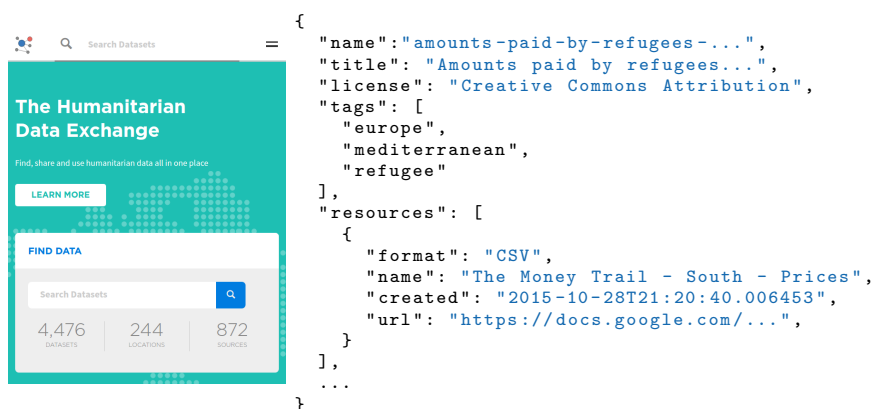 Search Datasets
The Humanitarian
Data Exchange
Find, share and use humanitarian data all in one place
LEARN MORE
FIND DATA
Search Datasets
4,476 244 872
DATASETS LOCATIONS SOURCES
{
"name":"amounts-paid-by-refugees-...",
"title": "Amounts paid by refugees...",
"license": "Creative Commons Attribution",
"tags": [
"europe",
"mediterranean",
"refugee"
],
"resources": [
{
"format": "CSV",
"name": "The Money Trail - South - Prices",
"created": "2015-10-28T21:20:40.006453",
"url": "https://docs.google.com/...",
}
],
...
}